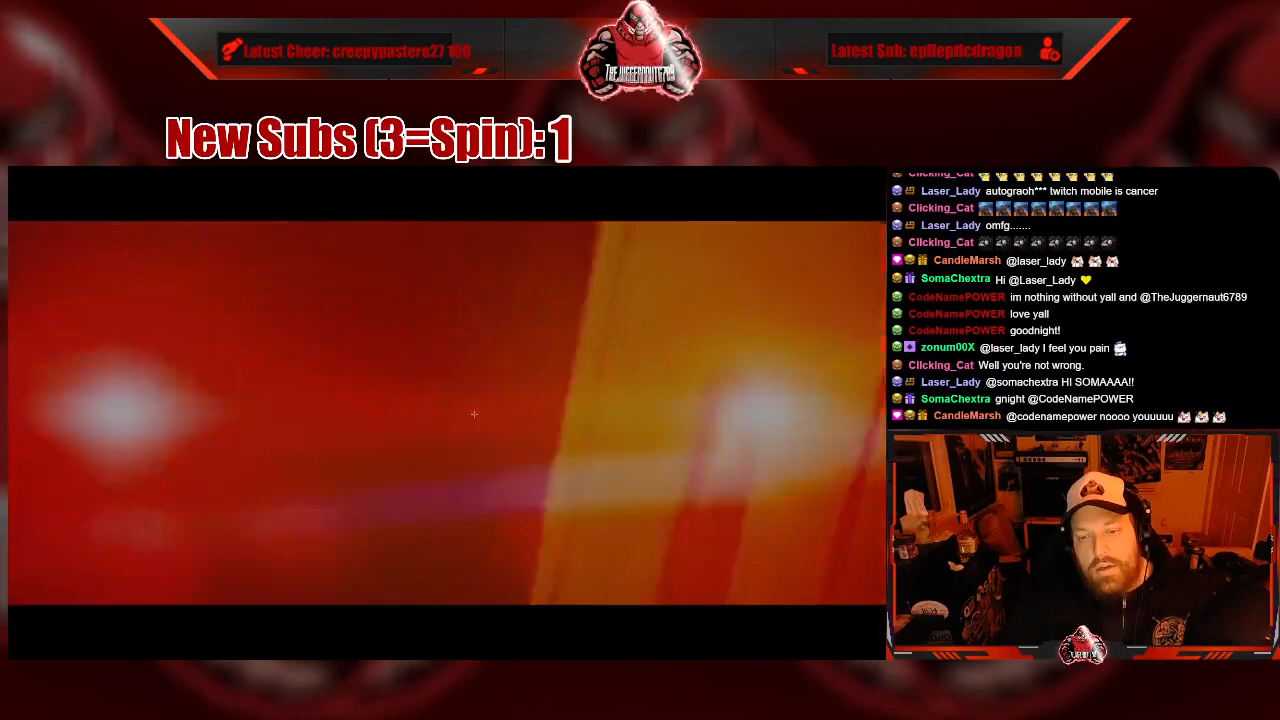 Latest Cheer: creepypastero27 100
THEJUGGERNAUT6789
Latest Sub: epilepticdragon
New Subs (3=Spin): 1
Clicking_Cat
Laser_Lady autograoh*** twitch mobile is cancer
Clicking_Cat
Laser_Lady omfg.......
Clicking_Cat
CandieMarsh @laser_lady
SomaChextra Hi @Laser_Lady
CodeNamePOWER im nothing without yall and @TheJuggernaut6789
CodeNamePOWER love yall
CodeNamePOWER goodnight!
zonum00X @laser_lady I feel you pain
Clicking_Cat Well you're not wrong.
Laser_Lady @somachextra HI SOMAAAA!!
SomaChextra gnight @CodeNamePOWER
CandieMarsh @codenamepower noooo youuuuu